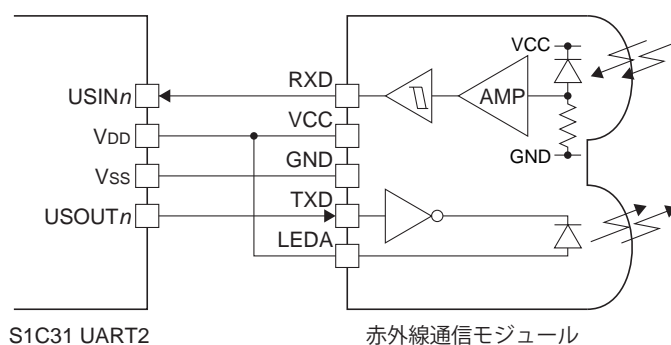 VCC
RXD
USINn
AMP
VCC
VDD
GND
GND
VSS
TXD
USOUTn
LEDA
S1C31 UART2
赤外線通信モジュール